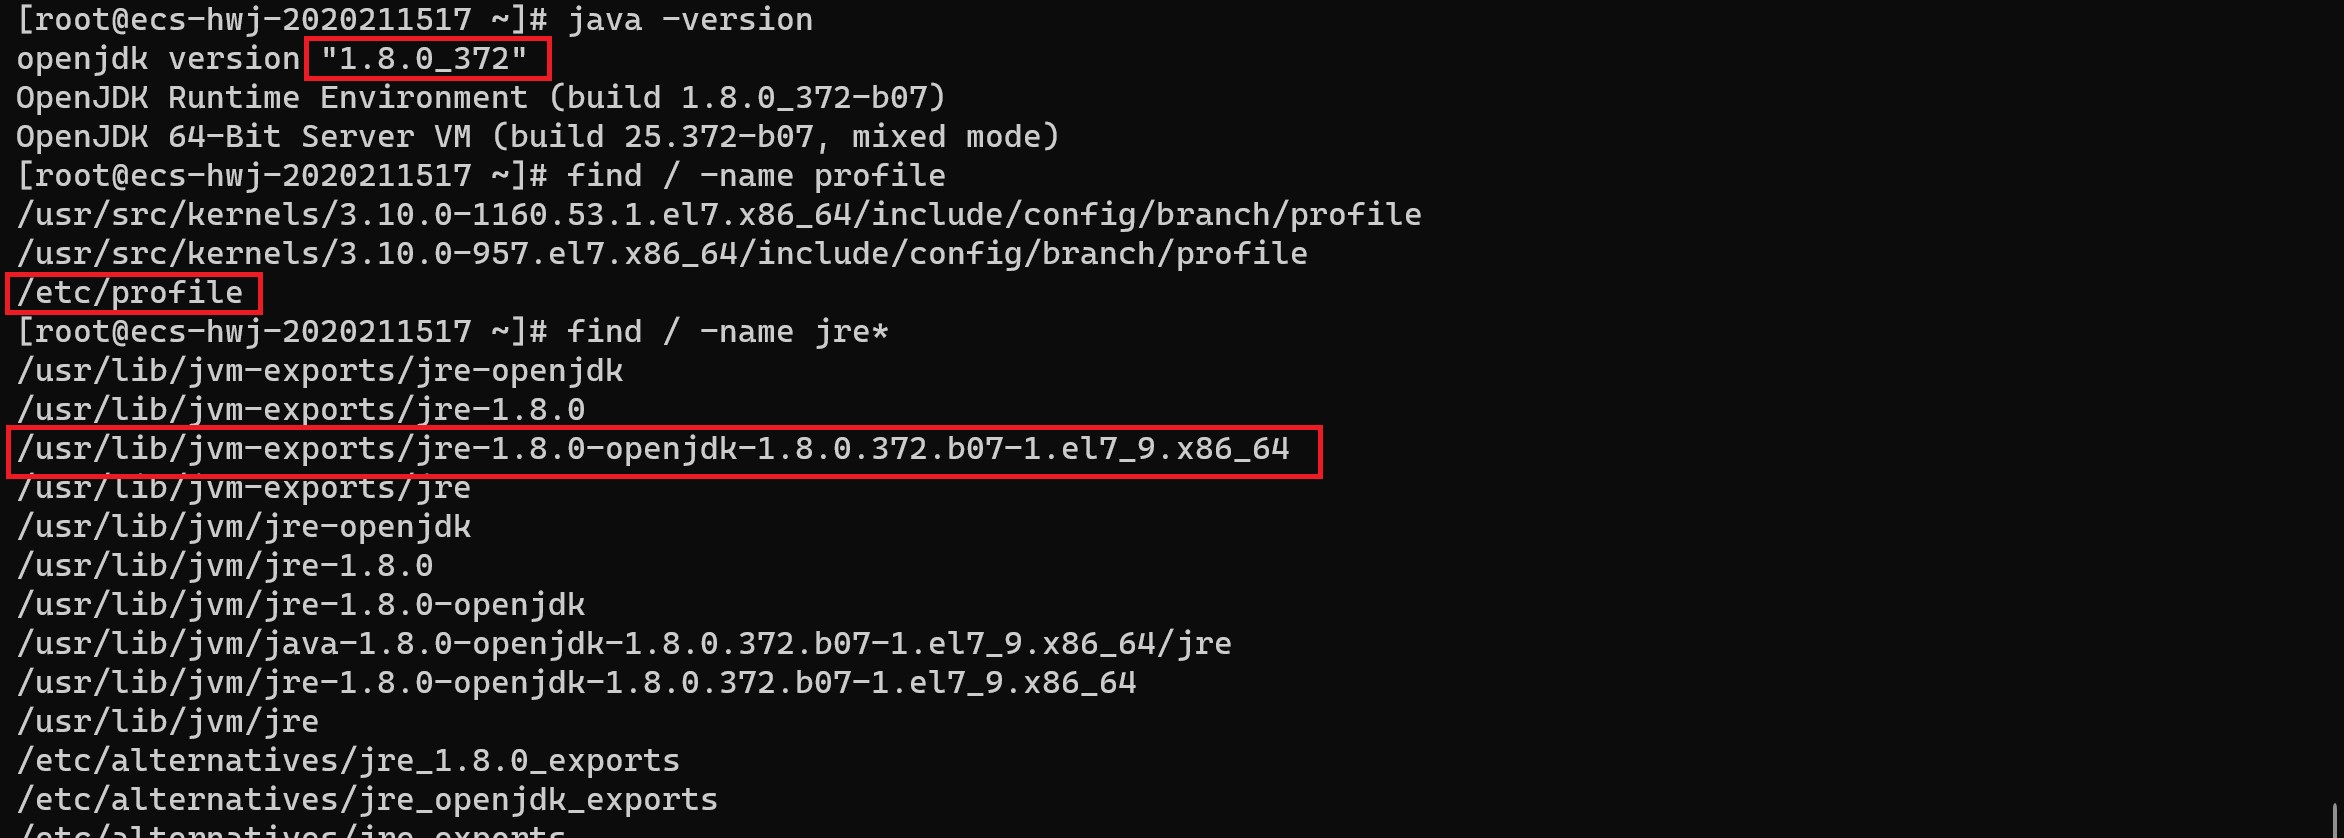 [root@ecs-hwj-2020211517 ~]# java -version
openjdk version "1.8.0_372"
OpenJDK Runtime Environment (build 1.8.0_372-b07)
OpenJDK 64-Bit Server VM (build 25.372-b07, mixed mode)
[root@ecs-hwj-2020211517 ~]# find / -name profile
/usr/src/kernels/3.10.0-1160.53.1.el7.x86_64/include/config/branch/profile
/usr/src/kernels/3.10.0-957.el7.x86_64/include/config/branch/profile
/etc/profile
[root@ecs-hwj-2020211517 ~]# find / -name jre*
/usr/lib/jvm-exports/jre-openjdk
/usr/lib/jvm-exports/jre-1.8.0
/usr/lib/jvm-exports/jre-1.8.0-openjdk-1.8.0.372.b07-1.el7_9.x86_64
/usr/lib/jvm-exports/jre
/usr/lib/jvm/jre-openjdk
/usr/lib/jvm/jre-1.8.0
/usr/lib/jvm/jre-1.8.0-openjdk
/usr/lib/jvm/java-1.8.0-openjdk-1.8.0.372.b07-1.el7_9.x86_64/jre
/usr/lib/jvm/jre-1.8.0-openjdk-1.8.0.372.b07-1.el7_9.x86_64
/usr/lib/jvm/jre
/etc/alternatives/jre_1.8.0_exports
/etc/alternatives/jre_openjdk_exports
/etc/alternatives/jre_exports